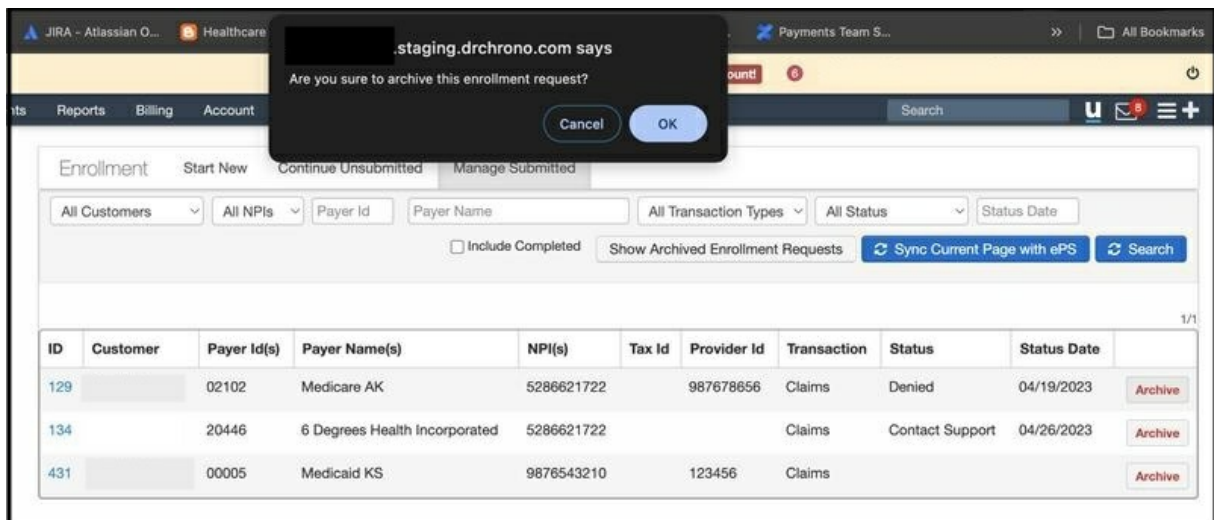 JIRA - Atlassian O...
Healthcare
Payments Team S...
»
All Bookmarks
.staging.drchrono.com says
Are you sure to archive this enrollment request?
Cancel
OK
ount!
6
nts
Reports
Billing
Account
Search
u
8
Enrollment
Start New
Continue Unsubmitted
Manage Submitted
All Customers
All NPIs
Payer Id
Payer Name
All Transaction Types
All Status
Status Date
Include Completed
Show Archived Enrollment Requests
Sync Current Page with ePS
Search
1/1
ID Customer Payer Id(s) Payer Name(s) NPI(s) Tax Id Provider Id Transaction Status Status Date
129 02102 Medicare AK 5286621722 987678656 Claims Denied 04/19/2023 Archive
134 20446 6 Degrees Health Incorporated 5286621722 Claims Contact Support 04/26/2023 Archive
431 00005 Medicaid KS 9876543210 123456 Claims Archive